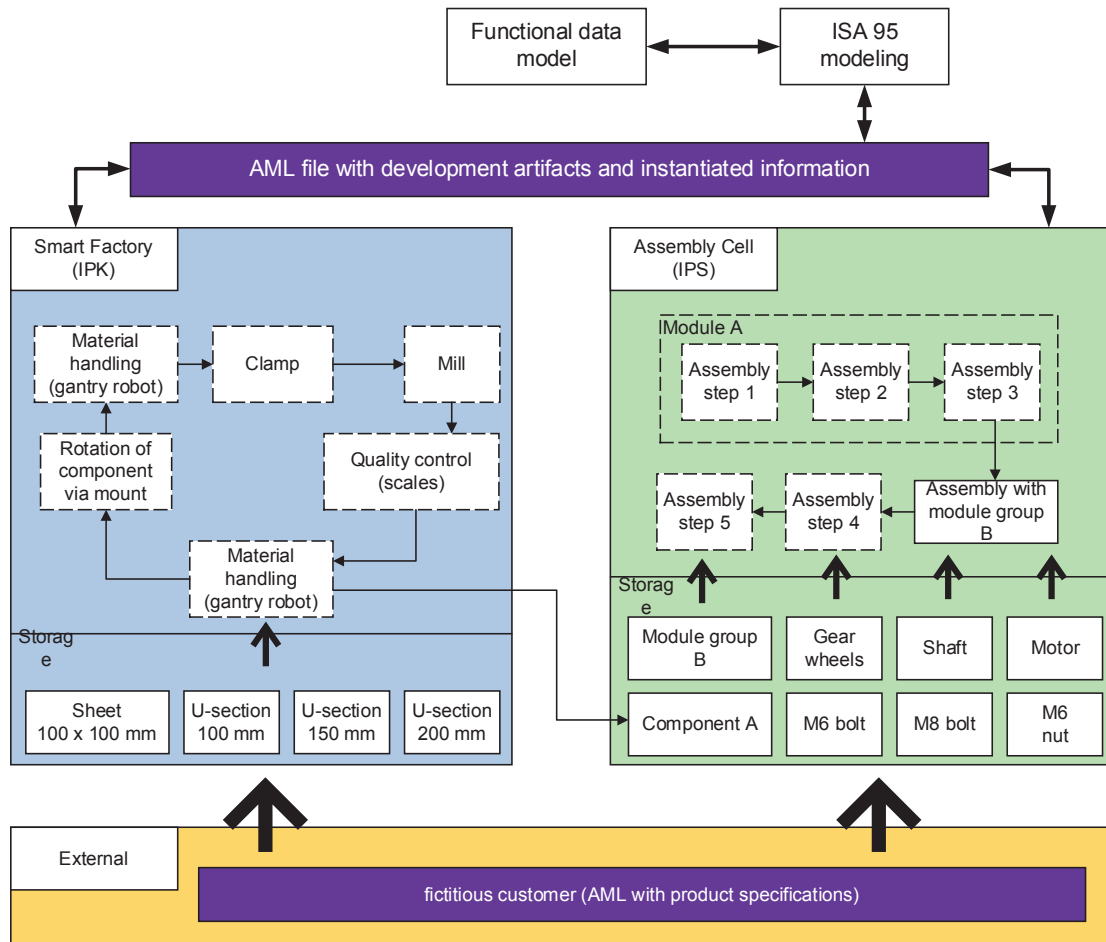 Functional data
model
ISA 95
modeling
AML file with development artifacts and instantiated information
Smart Factory
(IPK)
Material
handling
(gantry robot)
Clamp
Mill
Rotation of
component
via mount
Quality control
(scales)
Material
handling
(gantry robot)
Storag
e
Sheet
100 x 100 mm
U-section
100 mm
U-section
150 mm
U-section
200 mm
Assembly Cell
(IPS)
Module A
Assembly
step 1
Assembly
step 2
Assembly
step 3
Assembly
step 5
Assembly
step 4
Assembly with
module group
B
Storag
e
Module group
B
Gear
wheels
Shaft
Motor
Component A
M6 bolt
M8 bolt
M6
nut
External
fictitious customer (AML with product specifications)